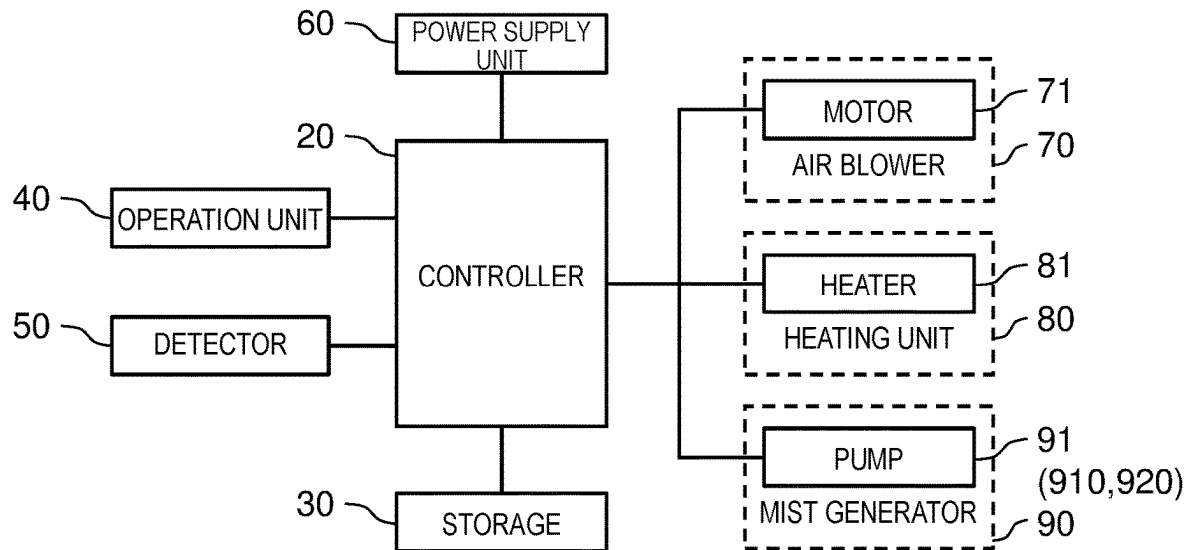 60
POWER SUPPLY
UNIT
20
CONTROLLER
40
OPERATION UNIT
50
DETECTOR
30
STORAGE
MOTOR
71
AIR BLOWER
70
HEATER
81
HEATING UNIT
80
PUMP
91
(910,920)
MIST GENERATOR
90